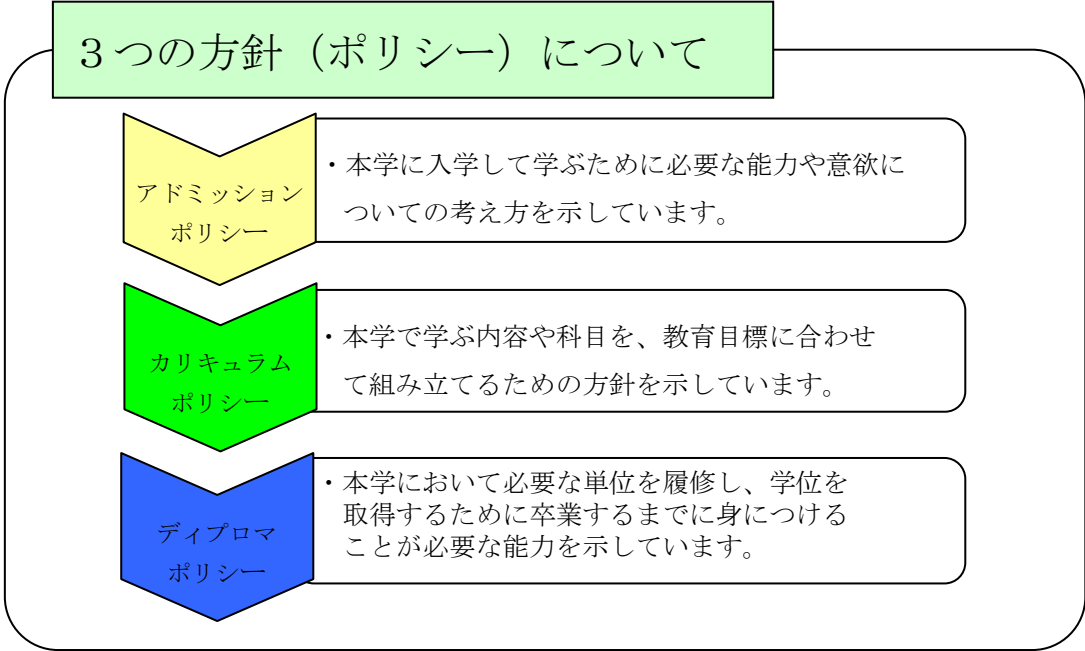 ３つの方針（ポリシー）について
アドミッション
ポリシー
・本学に入学して学ぶために必要な能力や意欲に
ついての考え方を示しています。
カリキュラム
ポリシー
・本学で学ぶ内容や科目を、教育目標に合わせ
て組み立てるための方針を示しています。
ディプロマ
ポリシー
・本学において必要な単位を履修し、学位を
取得するために卒業するまでに身につける
ことが必要な能力を示しています。